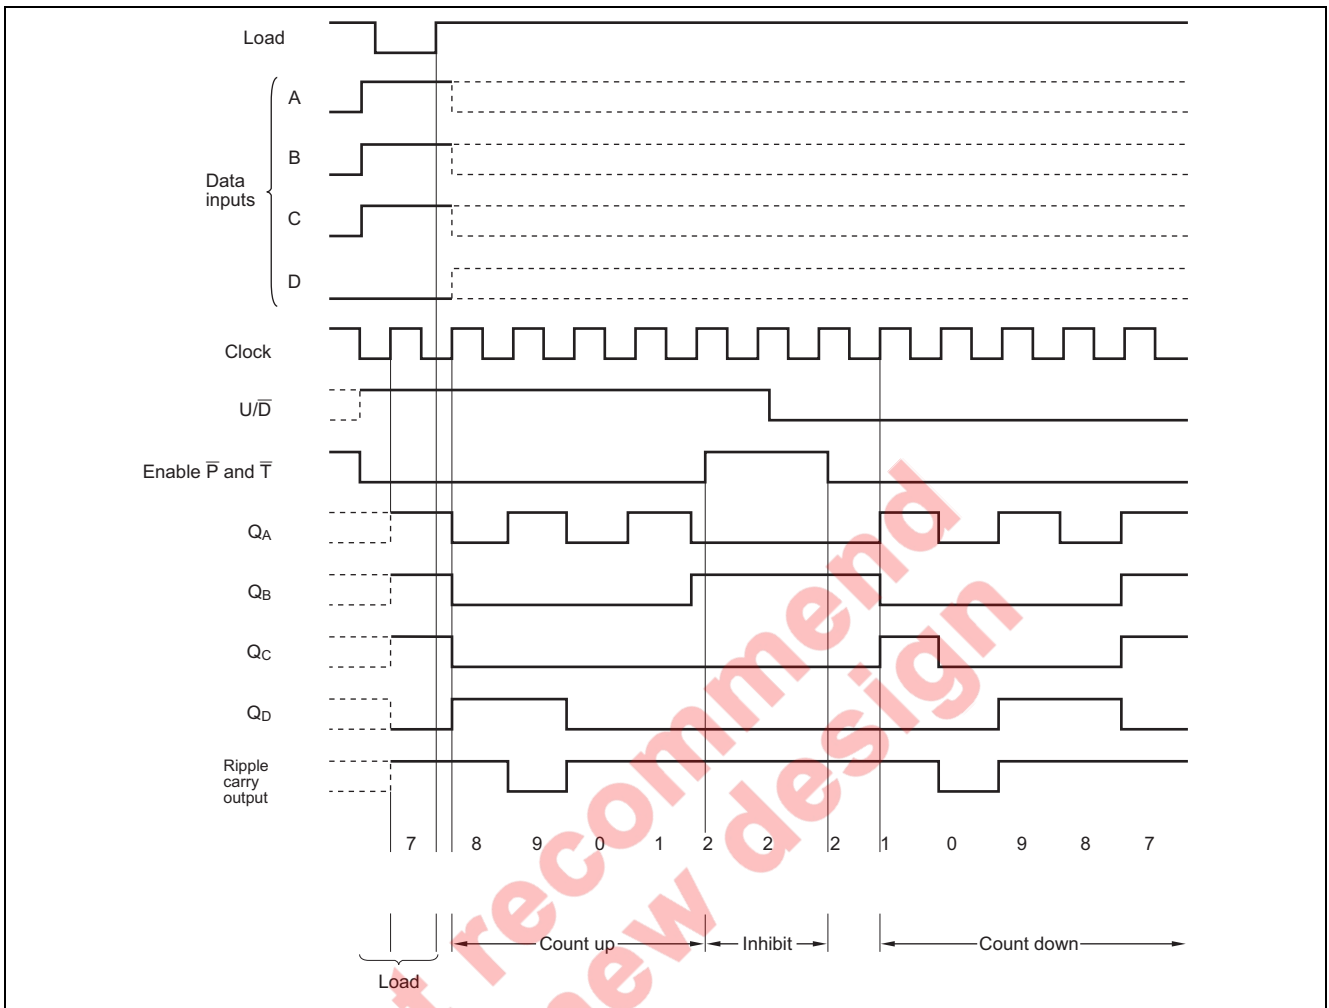 Load
A
B
Data
inputs
C
D
Clock
U/D̅
Enable P̅ and T̅
QA
QB
QC
QD
Ripple
carry
output
7 8 9 0 1 2 2 2 1 0 9 8 7
Count up Inhibit Count down
Load
recommend
new design